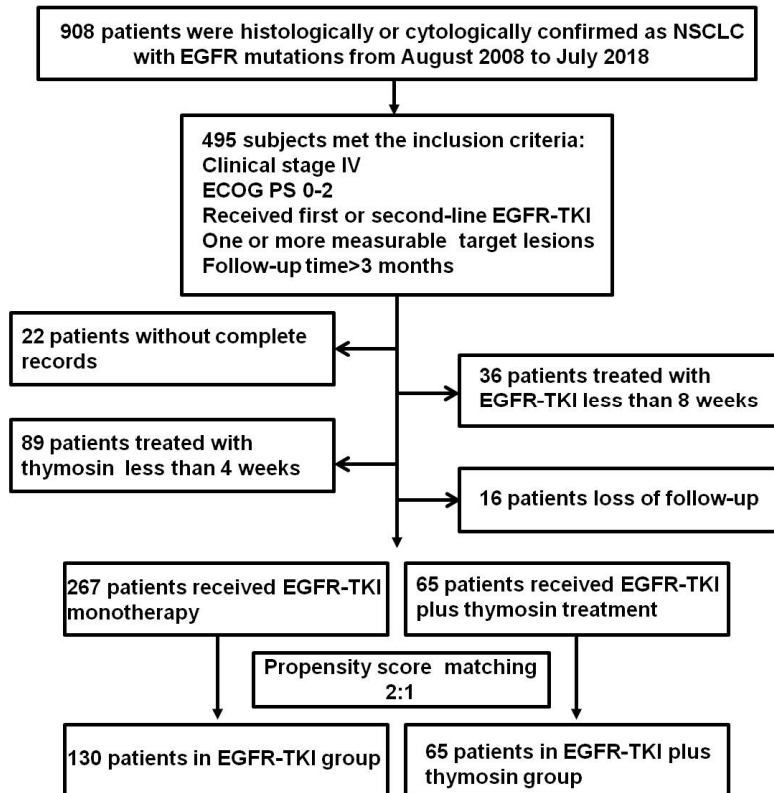 908 patients were histologically or cytologically confirmed as NSCLC
with EGFR mutations from August 2008 to July 2018
495 subjects met the inclusion criteria:
Clinical stage IV
ECOG PS 0-2
Received first or second-line EGFR-TKI
One or more measurable target lesions
Follow-up time>3 months
22 patients without complete
records
36 patients treated with
EGFR-TKI less than 8 weeks
89 patients treated with
thymosin less than 4 weeks
16 patients loss of follow-up
267 patients received EGFR-TKI
monotherapy
65 patients received EGFR-TKI
plus thymosin treatment
Propensity score matching
2:1
130 patients in EGFR-TKI group
65 patients in EGFR-TKI plus
thymosin group